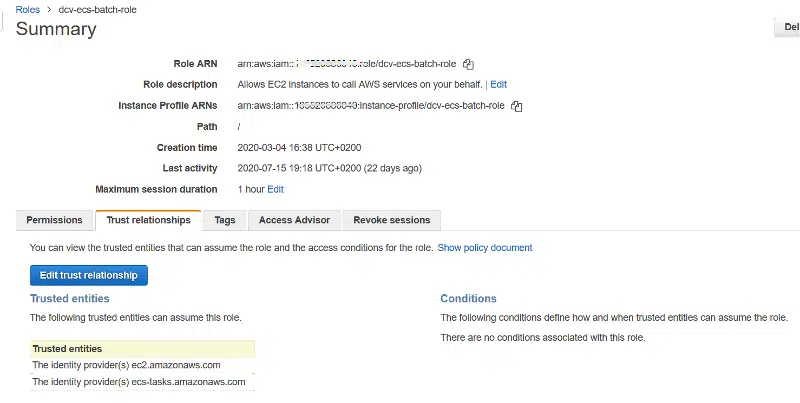 Roles > dcv-ecs-batch-role
Summary
Del
Role ARN arn:aws:iam:: role/dcv-ecs-batch-role
Role description Allows EC2 instances to call AWS services on your behalf. | Edit
Instance Profile ARNs arn:aws:iam:: :instance-profile/dcv-ecs-batch-role
Path /
Creation time 2020-03-04 16:38 UTC+0200
Last activity 2020-07-15 19:18 UTC+0200 (22 days ago)
Maximum session duration 1 hour Edit
Permissions Trust relationships Tags Access Advisor Revoke sessions
You can view the trusted entities that can assume the role and the access conditions for the role. Show policy document
Edit trust relationship
Trusted entities
The following trusted entities can assume this role.
Trusted entities
The identity provider(s) ec2.amazonaws.com
The identity provider(s) ecs-tasks.amazonaws.com
Conditions
The following conditions define how and when trusted entities can assume the role.
There are no conditions associated with this role.